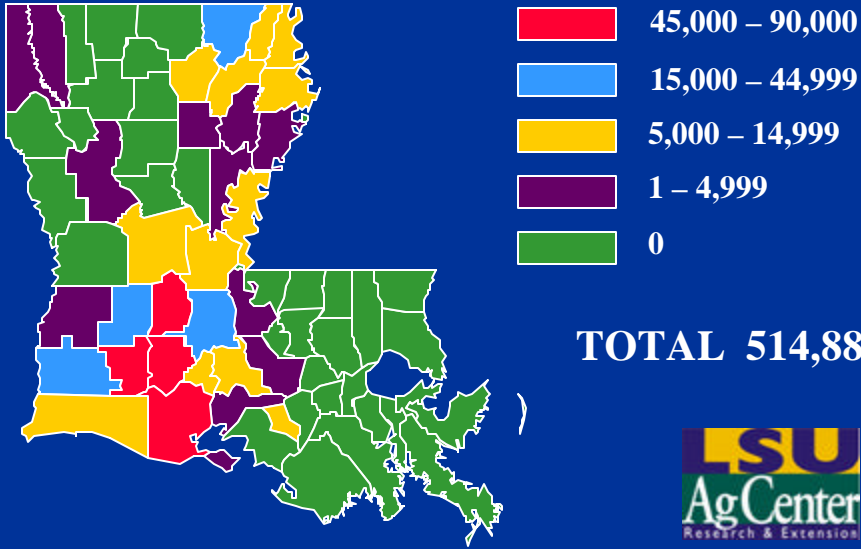 45,000 – 90,000
15,000 – 44,999
5,000 – 14,999
1 – 4,999
0
TOTAL 514,88
LSU
AgCenter
Research & Extension